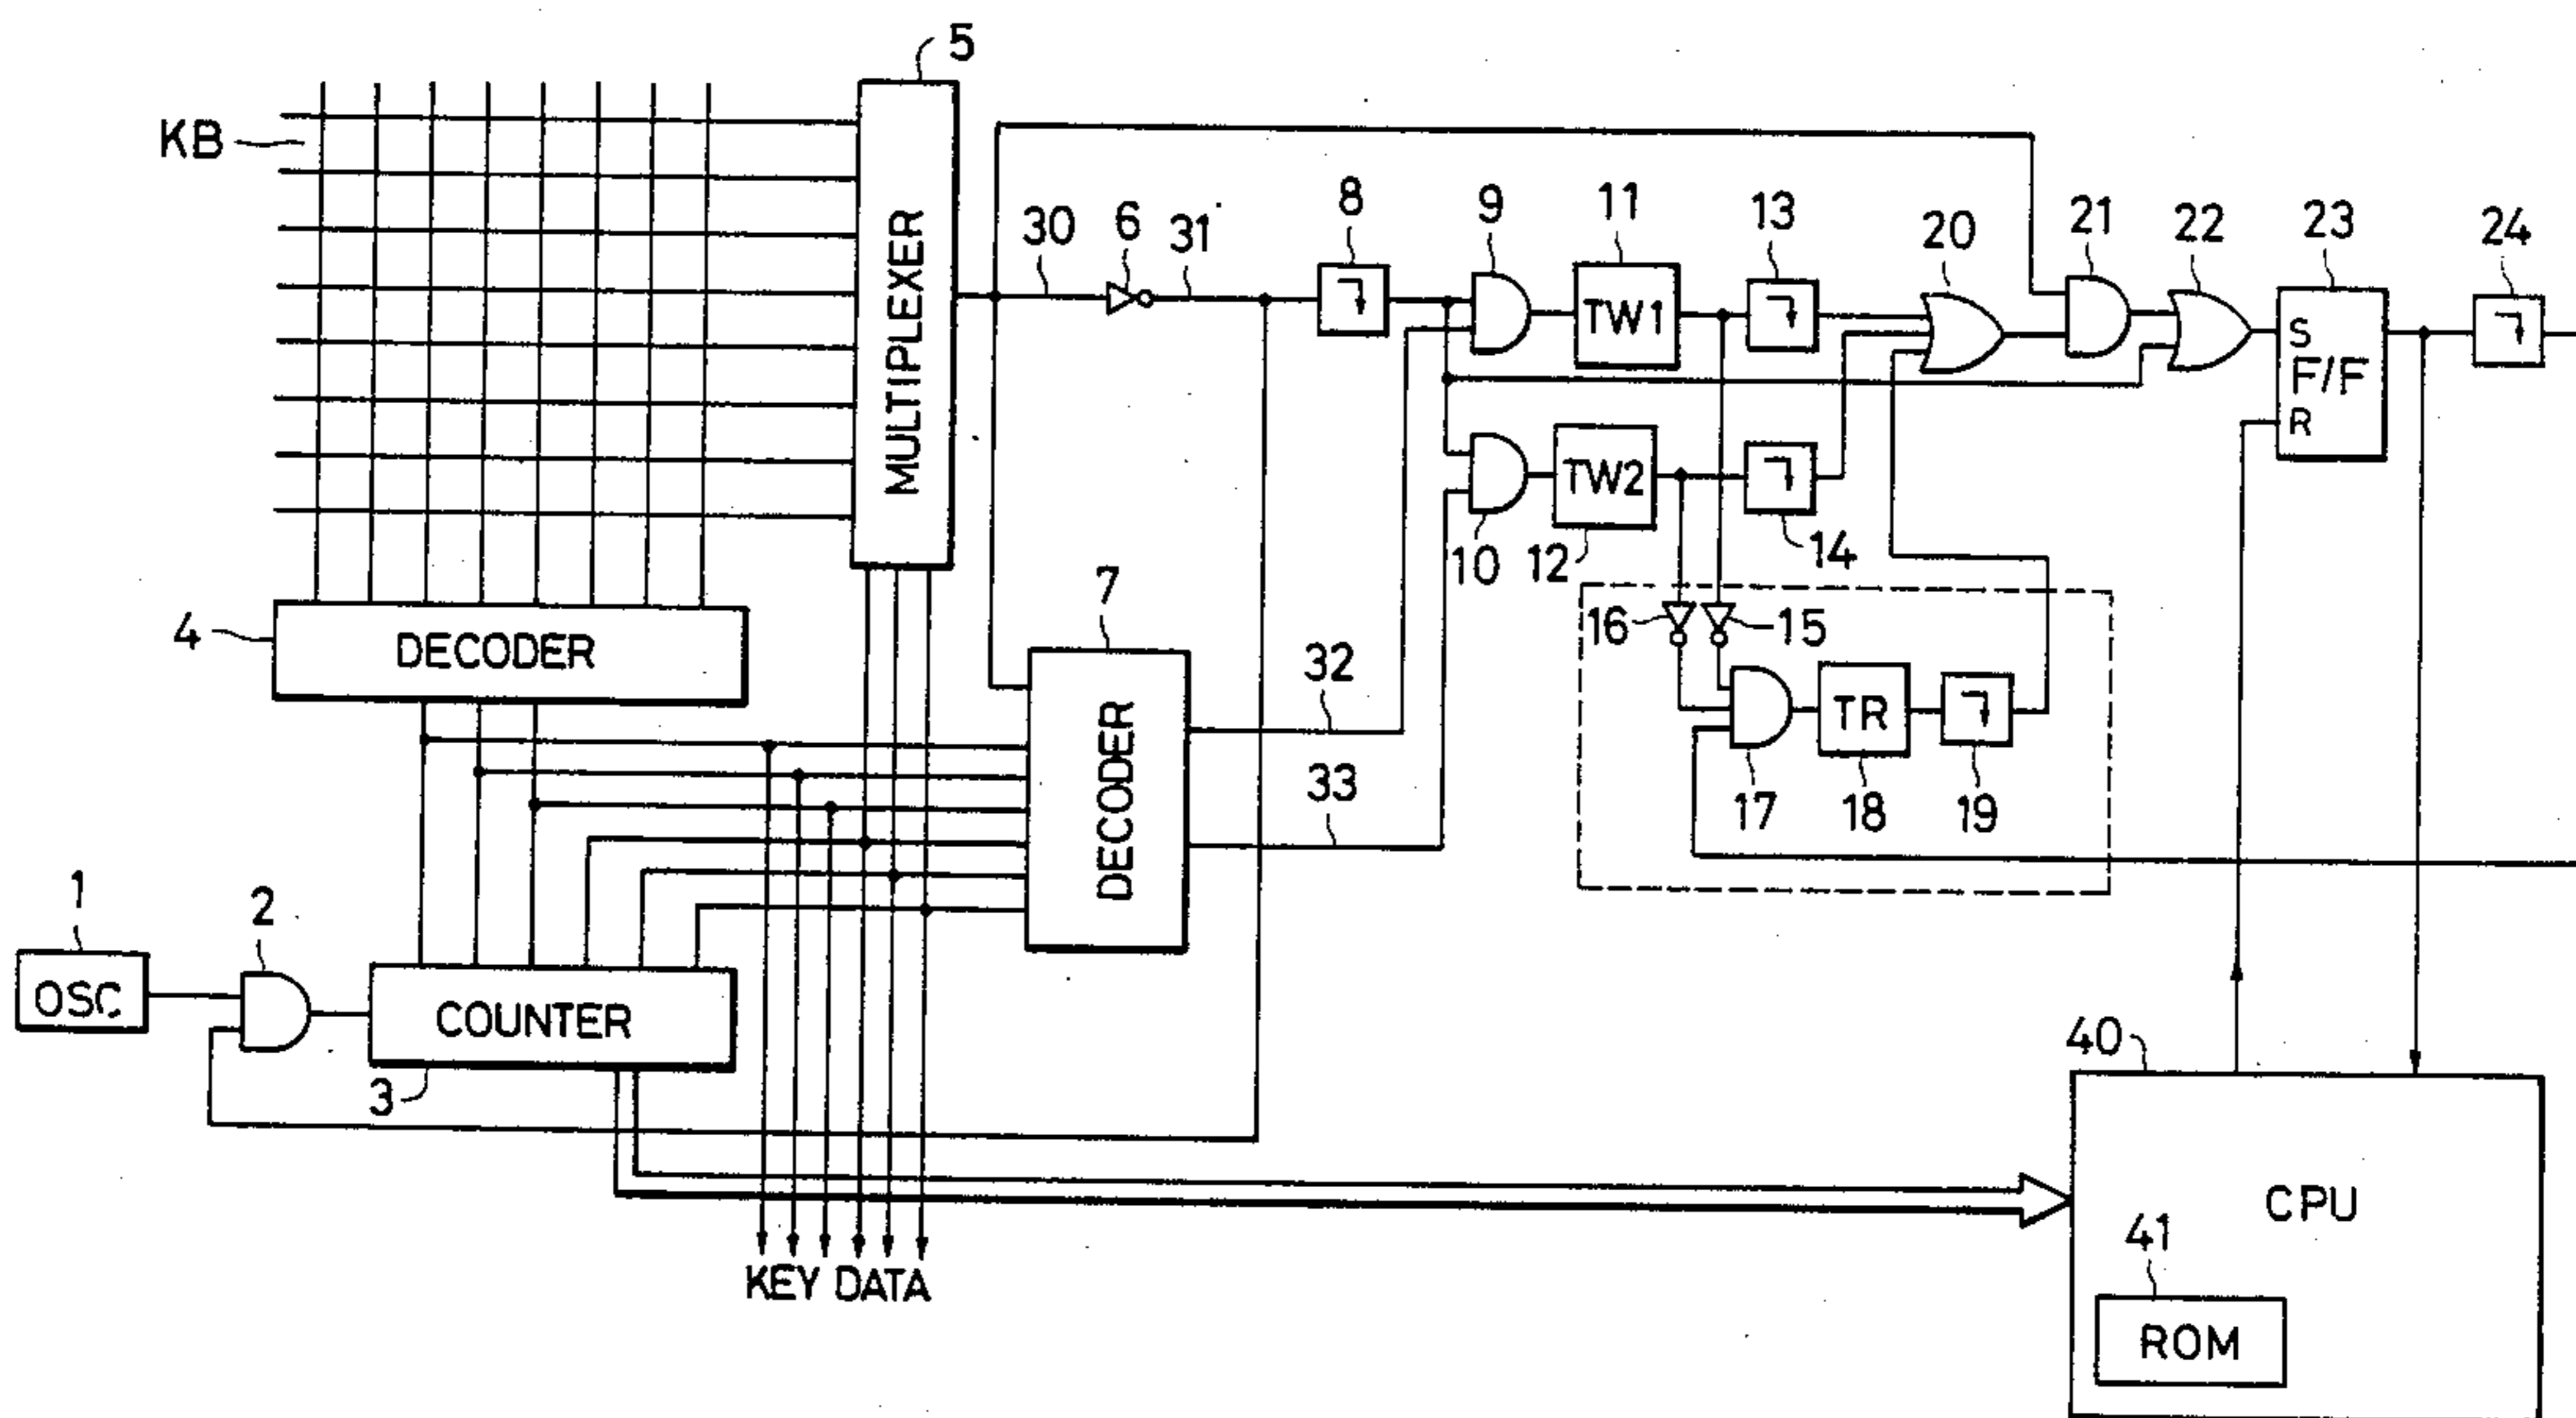 5
KB
MULTIPLEXER
30
6
31
8
9
11
13
20
21
22
23
24
TW1
S
F/F
R
TW2
10
12
14
4
DECODER
7
DECODER
32
33
16
15
TR
17
18
19
1
2
OSC
COUNTER
3
KEY DATA
40
CPU
41
ROM